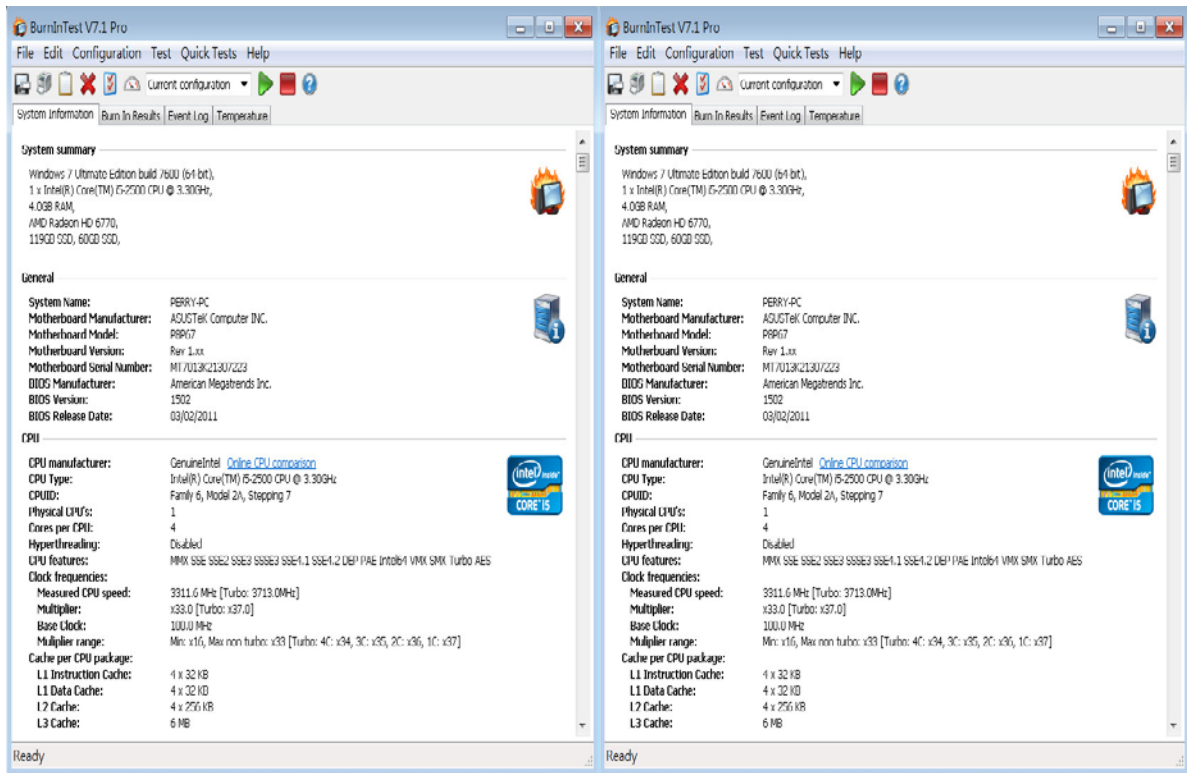 BurnInTest V7.1 Pro
File Edit Configuration Test Quick Tests Help
Current configuration
System Information Burn In Results Event Log Temperature
System summary
Windows 7 Ultimate Edition build 7600 (64-bit),
1 x Intel(R) Core(TM) i5-2500 CPU @ 3.30GHz,
4.0GB RAM,
AMD Radeon HD 6770,
119GB SSD, 60GB SSD,
General
System Name: PERRY-PC
Motherboard Manufacturer: ASUSTeK Computer INC.
Motherboard Model: P8P67
Motherboard Version: Rev 1.xx
Motherboard Serial Number: MT7013K21307223
BIOS Manufacturer: American Megatrends Inc.
BIOS Version: 1502
BIOS Release Date: 03/02/2011
CPU
CPU manufacturer: GenuineIntel Online CPU comparison
CPU Type: Intel(R) Core(TM) i5-2500 CPU @ 3.30GHz
CPUID: Family 6, Model 2A, Stepping 7
Physical CPU's: 1
Cores per CPU: 4
Hyperthreading: Disabled
CPU features: MMX SSE SSE2 SSE3 SSSE3 SSE4.1 SSE4.2 DEP PAE Intel64 VMX SMX Turbo AES
Clock frequencies:
Measured CPU speed: 3311.6 MHz [Turbo: 3713.0MHz]
Multiplier: x33.0 [Turbo: x37.0]
Base Clock: 100.0 MHz
Muliplier range: Min: x16, Max non turbo: x33 [Turbo: 4C: x34, 3C: x35, 2C: x36, 1C: x37]
Cache per CPU package:
L1 Instruction Cache: 4 x 32 KB
L1 Data Cache: 4 x 32 KB
L2 Cache: 4 x 256 KB
L3 Cache: 6 MB
intel inside
CORE i5
Ready
BurnInTest V7.1 Pro
File Edit Configuration Test Quick Tests Help
Current configuration
System Information Burn In Results Event Log Temperature
System summary
Windows 7 Ultimate Edition build 7600 (64-bit),
1 x Intel(R) Core(TM) i5-2500 CPU @ 3.30GHz,
4.0GB RAM,
AMD Radeon HD 6770,
119GB SSD, 60GB SSD,
General
System Name: PERRY-PC
Motherboard Manufacturer: ASUSTeK Computer INC.
Motherboard Model: P8P67
Motherboard Version: Rev 1.xx
Motherboard Serial Number: MT7013K21307223
BIOS Manufacturer: American Megatrends Inc.
BIOS Version: 1502
BIOS Release Date: 03/02/2011
CPU
CPU manufacturer: GenuineIntel Online CPU comparison
CPU Type: Intel(R) Core(TM) i5-2500 CPU @ 3.30GHz
CPUID: Family 6, Model 2A, Stepping 7
Physical CPU's: 1
Cores per CPU: 4
Hyperthreading: Disabled
CPU features: MMX SSE SSE2 SSE3 SSSE3 SSE4.1 SSE4.2 DEP PAE Intel64 VMX SMX Turbo AES
Clock frequencies:
Measured CPU speed: 3311.6 MHz [Turbo: 3713.0MHz]
Multiplier: x33.0 [Turbo: x37.0]
Base Clock: 100.0 MHz
Muliplier range: Min: x16, Max non turbo: x33 [Turbo: 4C: x34, 3C: x35, 2C: x36, 1C: x37]
Cache per CPU package:
L1 Instruction Cache: 4 x 32 KB
L1 Data Cache: 4 x 32 KB
L2 Cache: 4 x 256 KB
L3 Cache: 6 MB
intel inside
CORE i5
Ready